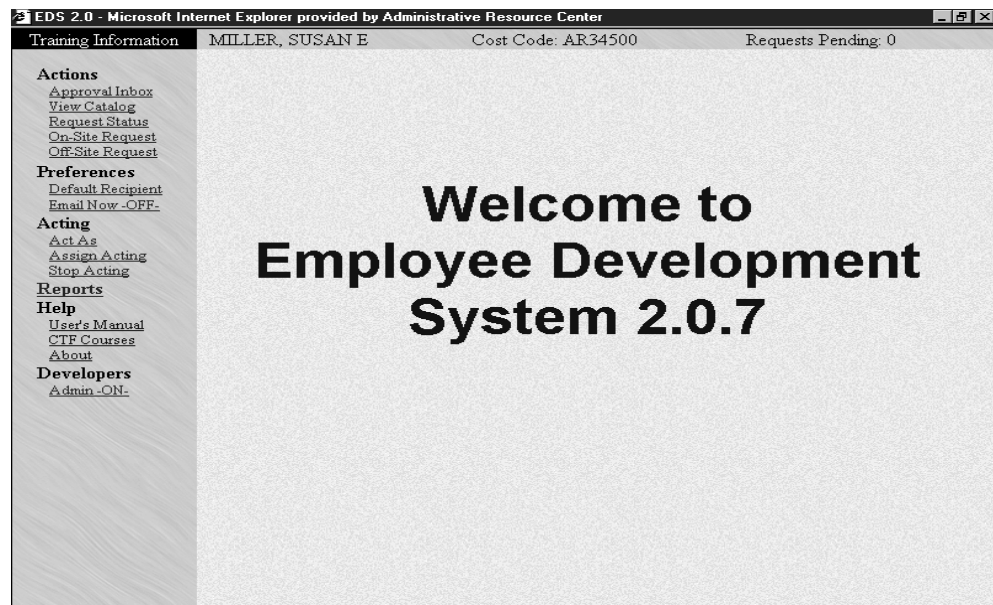 EDS 2.0 - Microsoft Internet Explorer provided by Administrative Resource Center
Training Information MILLER, SUSAN E Cost Code: AR34500 Requests Pending: 0
Actions
Approval Inbox
View Catalog
Request Status
On-Site Request
Off-Site Request
Preferences
Default Recipient
Email Now -OFF-
Acting
Act As
Assign Acting
Stop Acting
Reports
Help
User's Manual
CTF Courses
About
Developers
Admin -ON-
Welcome to
Employee Development
System 2.0.7